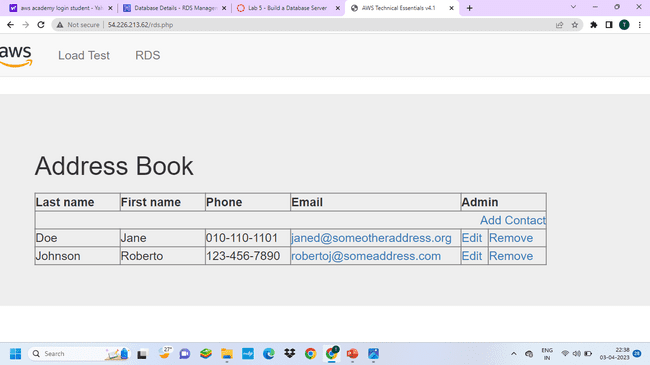 aws academy login student - Yah
Database Details - RDS Manager
Lab 5 - Build a Database Server
AWS Technical Essentials v4.1
Not secured
54.226.213.62/rds.php
T
aws
Load Test
RDS
Address Book
Last name First name Phone Email Admin
Add Contact
Doe Jane 010-110-1101 janed@someotheraddress.org Edit Remove
Johnson Roberto 123-456-7890 robertoj@someaddress.com Edit Remove
Search
27°
ENG
IN
22:38
03-04-2023